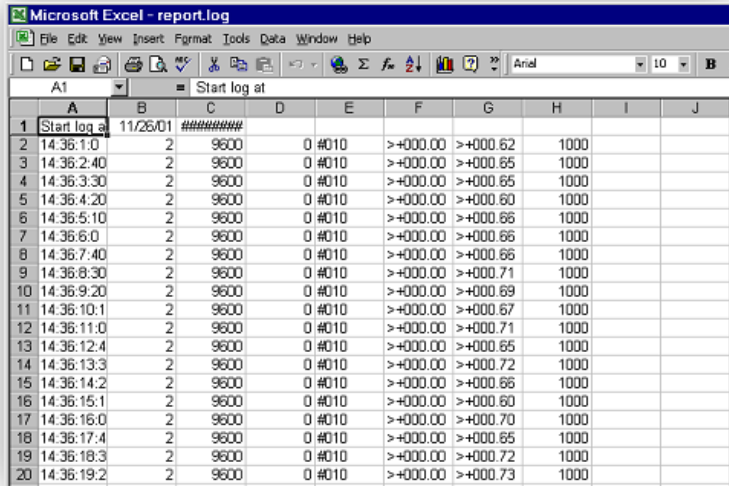 Microsoft Excel - report.log
File Edit View Insert Format Tools Data Window Help
Arial 10 B
A1 = Start log at
A B C D E F G H I J
1 Start log a 11/26/01 ########
2 14:36:1:0 2 9600 0 #010 >+000.00 >+000.62 1000
3 14:36:2:40 2 9600 0 #010 >+000.00 >+000.65 1000
4 14:36:3:30 2 9600 0 #010 >+000.00 >+000.65 1000
5 14:36:4:20 2 9600 0 #010 >+000.00 >+000.60 1000
6 14:36:5:10 2 9600 0 #010 >+000.00 >+000.66 1000
7 14:36:6:0 2 9600 0 #010 >+000.00 >+000.66 1000
8 14:36:7:40 2 9600 0 #010 >+000.00 >+000.66 1000
9 14:36:8:30 2 9600 0 #010 >+000.00 >+000.71 1000
10 14:36:9:20 2 9600 0 #010 >+000.00 >+000.69 1000
11 14:36:10:1 2 9600 0 #010 >+000.00 >+000.67 1000
12 14:36:11:0 2 9600 0 #010 >+000.00 >+000.71 1000
13 14:36:12:4 2 9600 0 #010 >+000.00 >+000.65 1000
14 14:36:13:3 2 9600 0 #010 >+000.00 >+000.72 1000
15 14:36:14:2 2 9600 0 #010 >+000.00 >+000.66 1000
16 14:36:15:1 2 9600 0 #010 >+000.00 >+000.60 1000
17 14:36:16:0 2 9600 0 #010 >+000.00 >+000.70 1000
18 14:36:17:4 2 9600 0 #010 >+000.00 >+000.65 1000
19 14:36:18:3 2 9600 0 #010 >+000.00 >+000.72 1000
20 14:36:19:2 2 9600 0 #010 >+000.00 >+000.73 1000